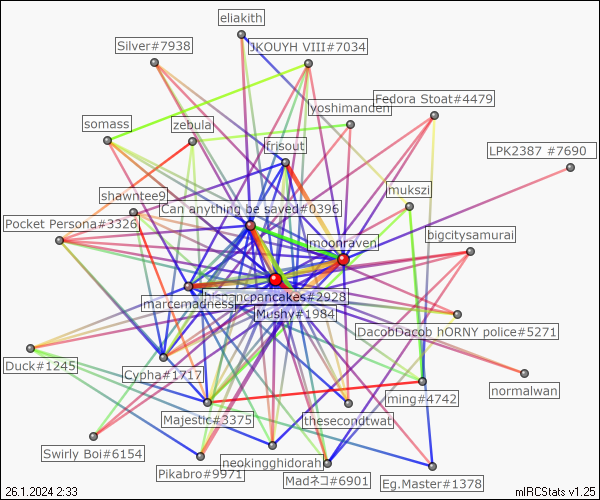 eliakith
Silver#7938
JKOUYH VIII#7034
Fedora Stoat#4479
yoshimanden
somass
zebula
frisout
LPK2387 #7690
mukszi
shawntee9
Can anything be saved#0396
Pocket Persona#3326
moonraven
bigcitysamurai
hispanicpancakes#2928
marcemadness
Mushy#1984
DacobDacob hORNY police#5271
Duck#1245
Cypha#1717
normalwan
ming#4742
Majestic#3375
thesecondtwat
Swirly Boi#6154
neokingghidorah
Pikabro#9971
Madネコ#6901
Eg.Master#1378
26.1.2024 2:33
mIRCStats v1.25